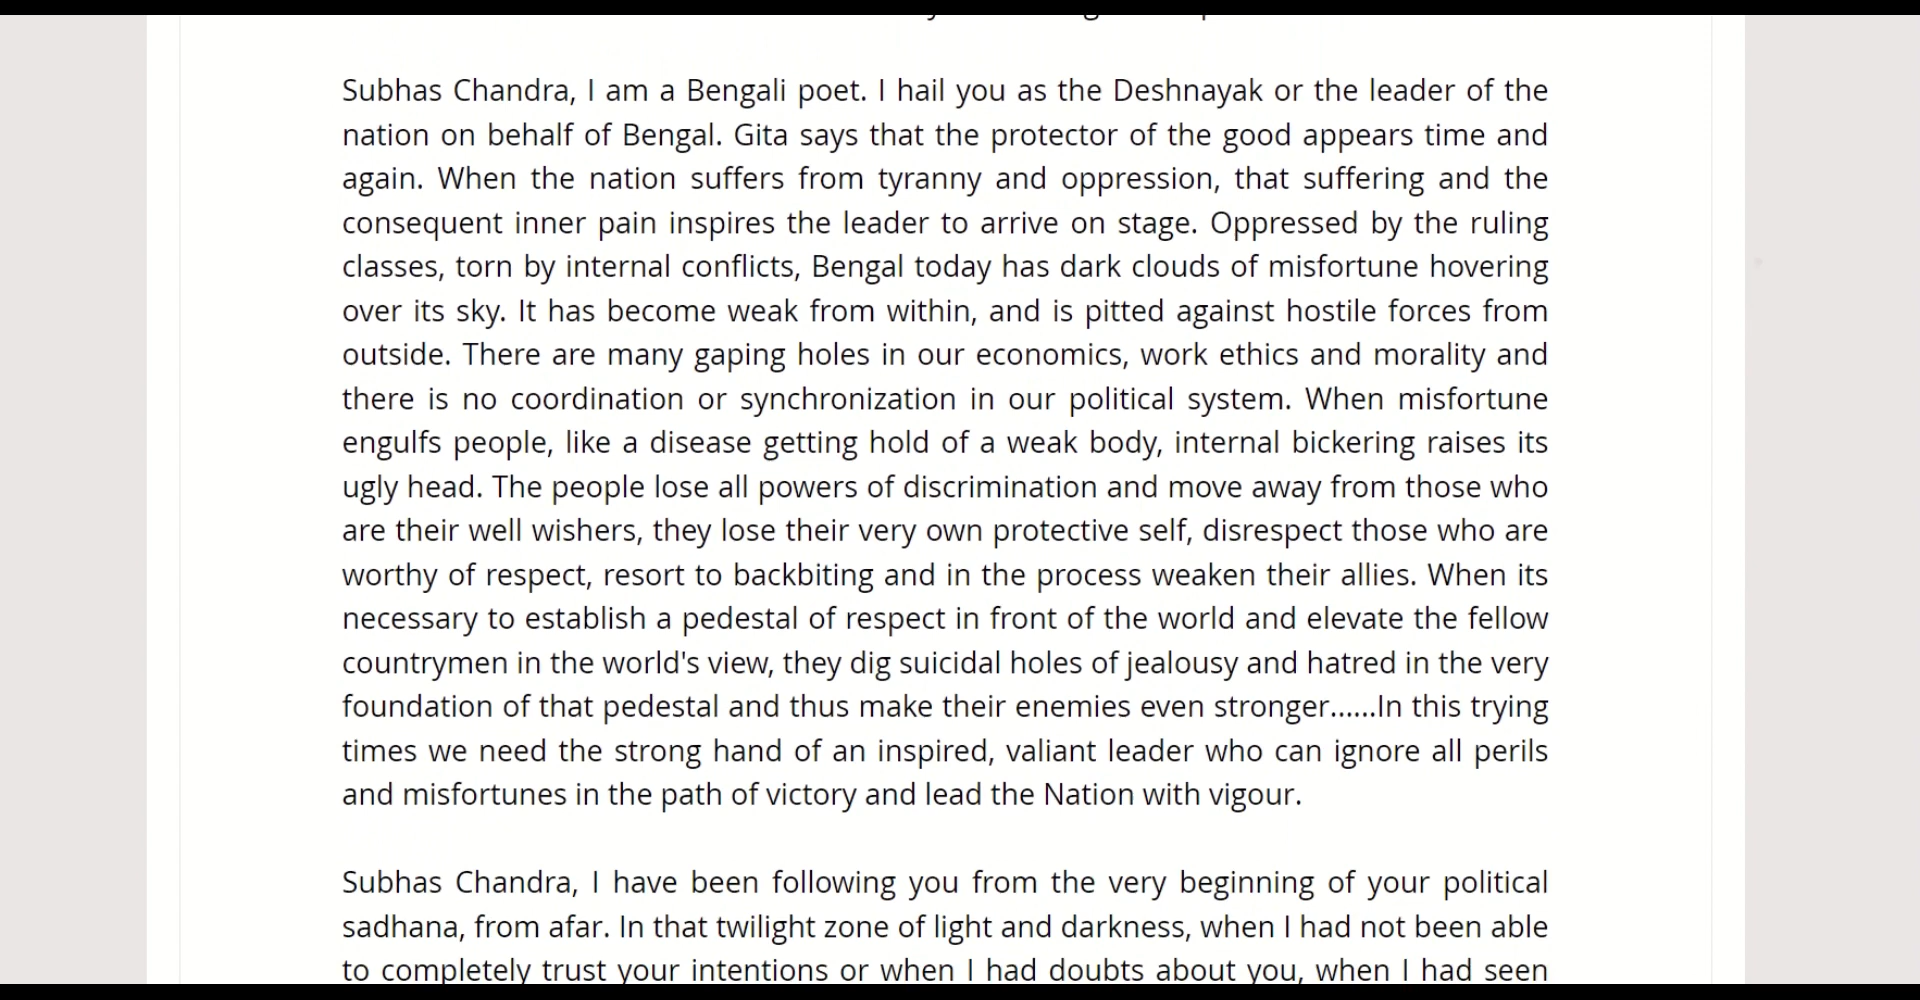 Subhas Chandra, I am a Bengali poet. I hail you as the Deshnayak or the leader of the
nation on behalf of Bengal. Gita says that the protector of the good appears time and
again. When the nation suffers from tyranny and oppression, that suffering and the
consequent inner pain inspires the leader to arrive on stage. Oppressed by the ruling
classes, torn by internal conflicts, Bengal today has dark clouds of misfortune hovering
over its sky. It has become weak from within, and is pitted against hostile forces from
outside. There are many gaping holes in our economics, work ethics and morality and
there is no coordination or synchronization in our political system. When misfortune
engulfs people, like a disease getting hold of a weak body, internal bickering raises its
ugly head. The people lose all powers of discrimination and move away from those who
are their well wishers, they lose their very own protective self, disrespect those who are
worthy of respect, resort to backbiting and in the process weaken their allies. When its
necessary to establish a pedestal of respect in front of the world and elevate the fellow
countrymen in the world's view, they dig suicidal holes of jealousy and hatred in the very
foundation of that pedestal and thus make their enemies even stronger......In this trying
times we need the strong hand of an inspired, valiant leader who can ignore all perils
and misfortunes in the path of victory and lead the Nation with vigour.
Subhas Chandra, I have been following you from the very beginning of your political
sadhana, from afar. In that twilight zone of light and darkness, when I had not been able
to completely trust your intentions or when I had doubts about you, when I had seen